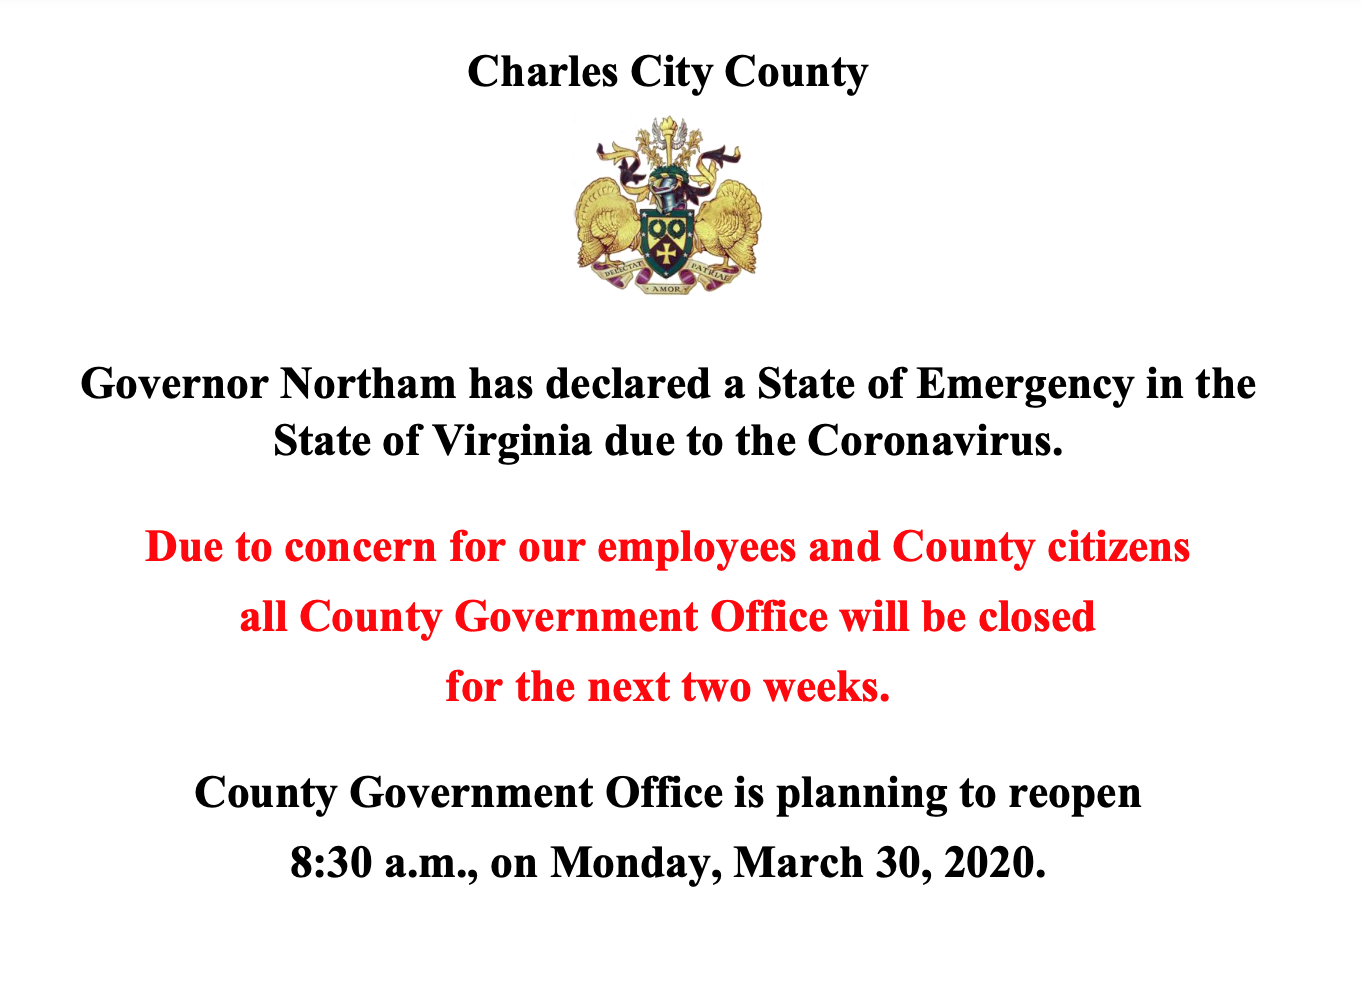 Charles City County
DELECTAT
PATRIAE
AMOR
Governor Northam has declared a State of Emergency in the
State of Virginia due to the Coronavirus.
Due to concern for our employees and County citizens
all County Government Office will be closed
for the next two weeks.
County Government Office is planning to reopen
8:30 a.m., on Monday, March 30, 2020.